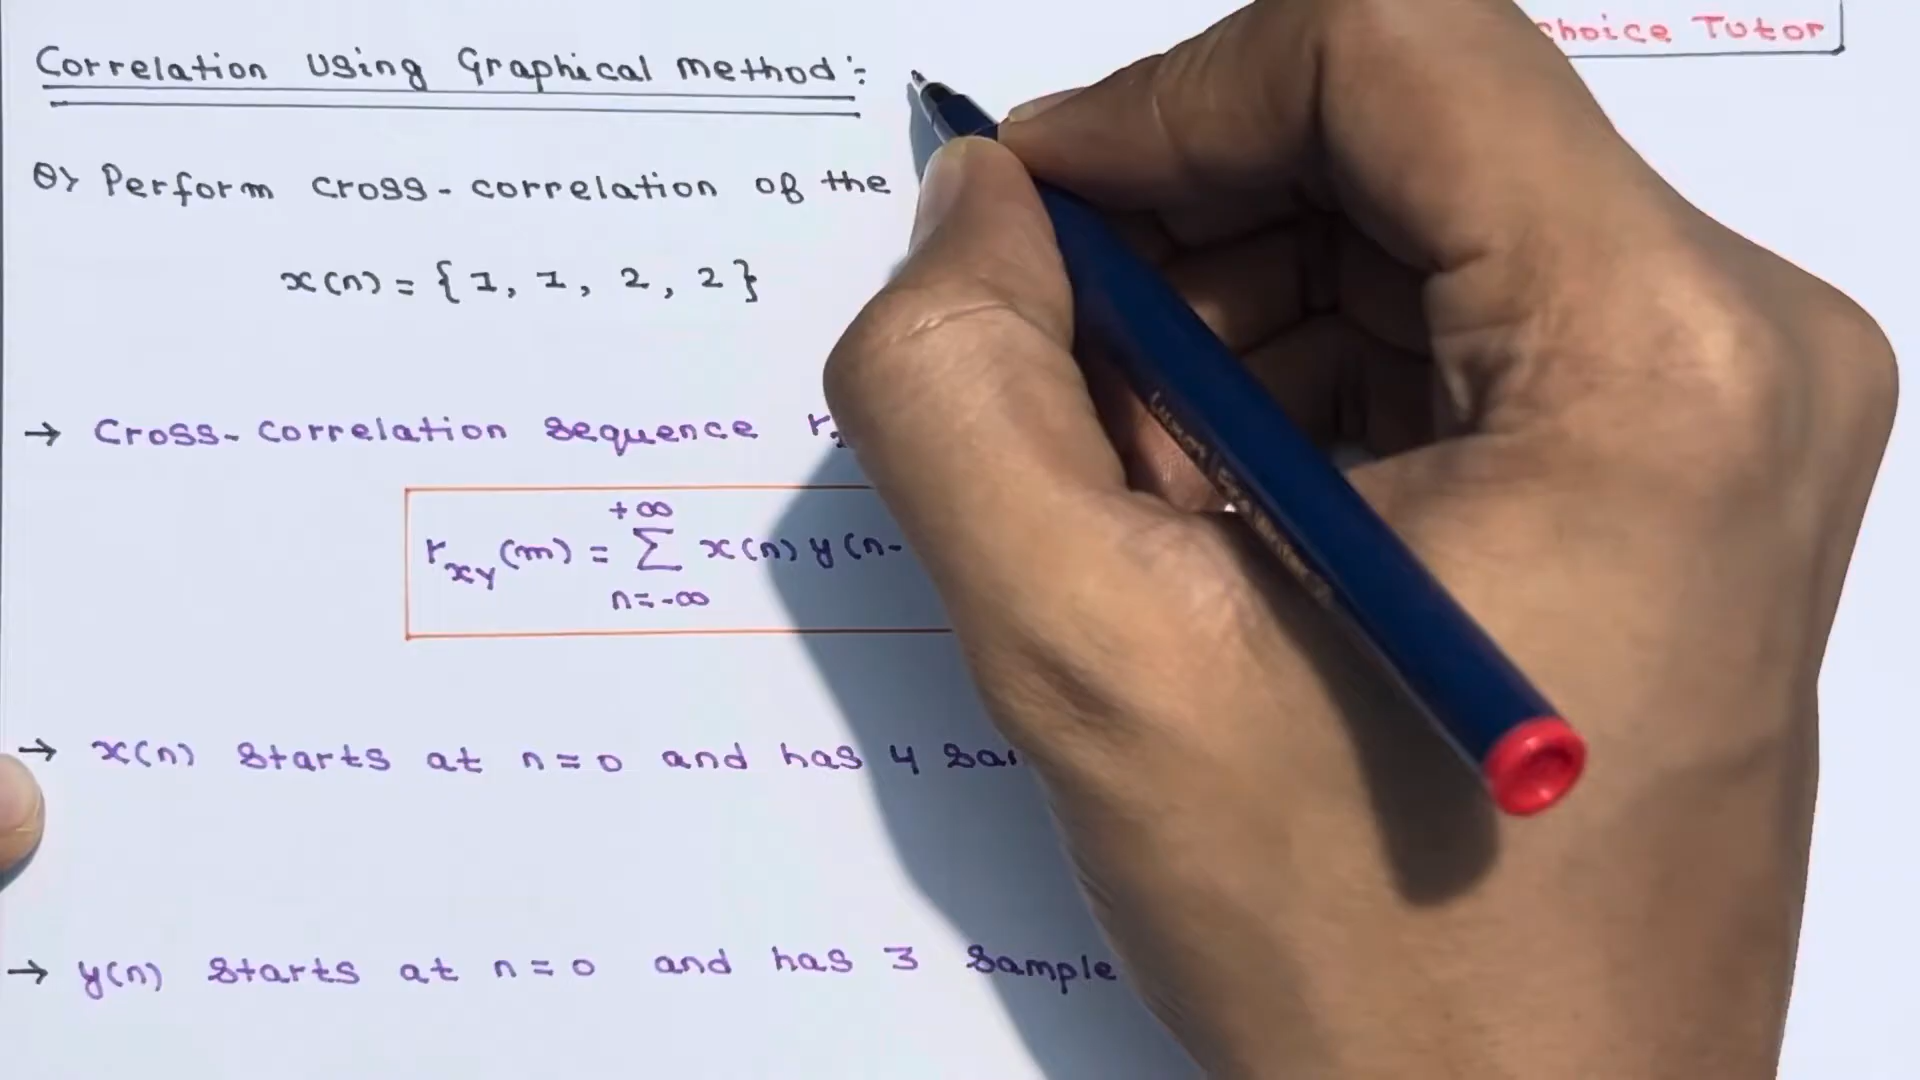 choice Tutor
Correlation using Graphical method :-
Q> Perform cross-correlation of the
x(n) = { 1, 1, 2, 2 }
→ Cross-correlation sequence
r_xy(m) = +∞ Σ n=-∞ x(n) y(n-
→ x(n) starts at n=0 and has 4
→ y(n) starts at n=0 and has 3 sample